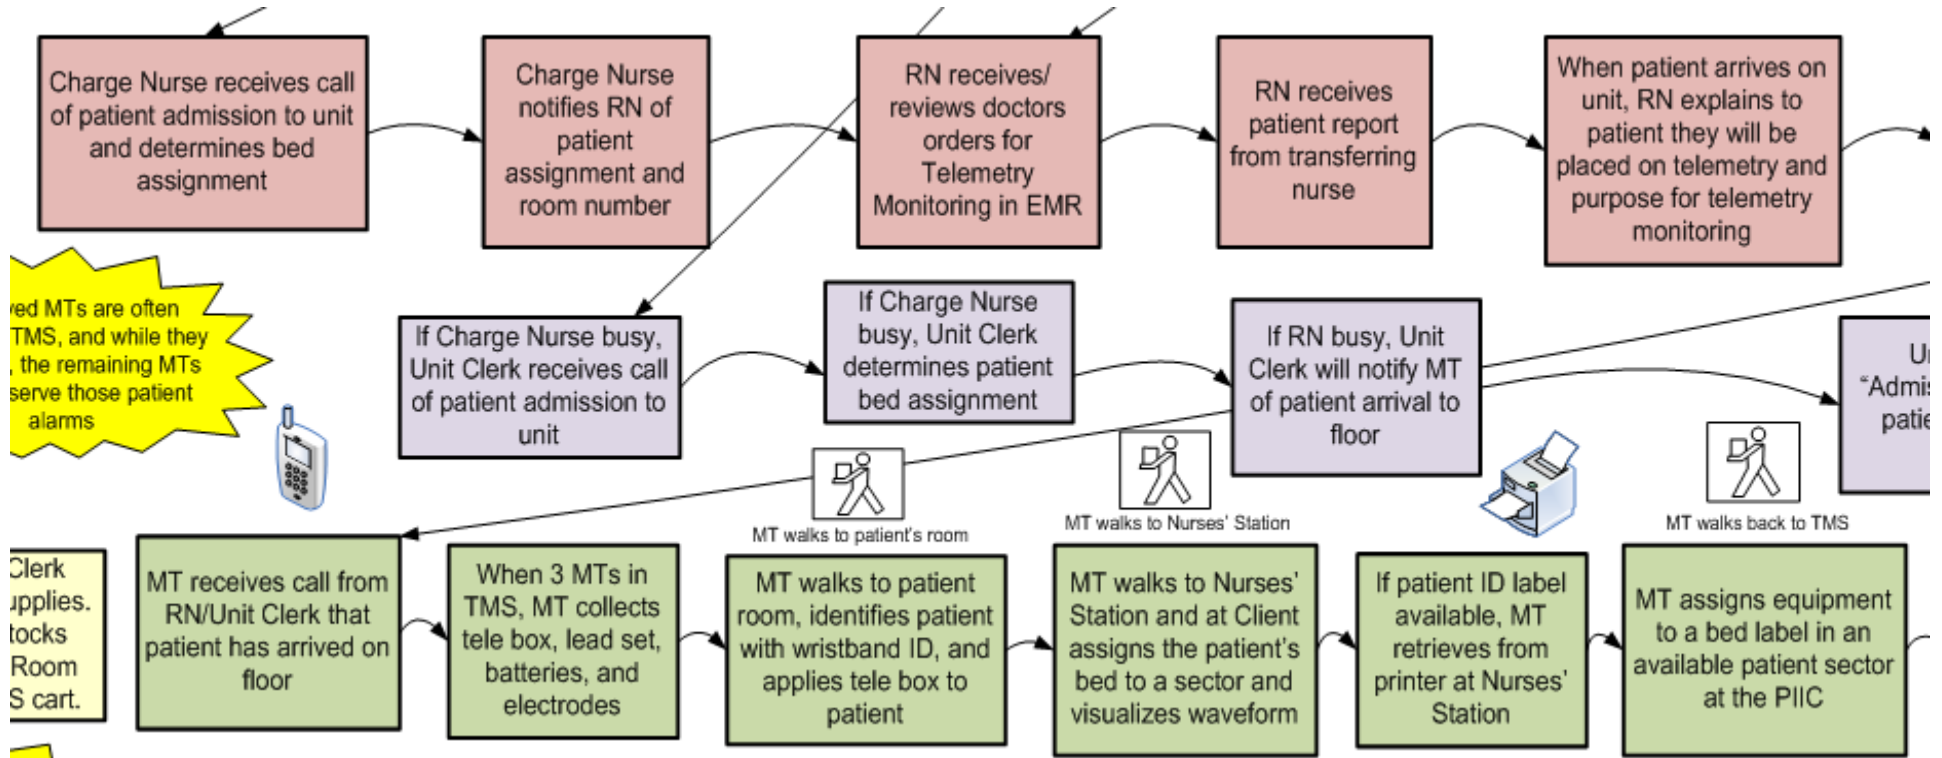 Charge Nurse receives call
of patient admission to unit
and determines bed
assignment
Charge Nurse
notifies RN of
patient
assignment and
room number
RN receives/
reviews doctors
orders for
Telemetry
Monitoring in EMR
RN receives
patient report
from transferring
nurse
When patient arrives on
unit, RN explains to
patient they will be
placed on telemetry and
purpose for telemetry
monitoring
MTs are often
TMS, and while they
, the remaining MTs
serve those patient
alarms
If Charge Nurse busy,
Unit Clerk receives call
of patient admission to
unit
If Charge Nurse
busy, Unit Clerk
determines patient
bed assignment
If RN busy, Unit
Clerk will notify MT
of patient arrival to
floor
MT walks to patient's room
MT walks to Nurses' Station
MT walks back to TMS
Clerk
upplies.
tocks
Room
S cart.
MT receives call from
RN/Unit Clerk that
patient has arrived on
floor
When 3 MTs in
TMS, MT collects
tele box, lead set,
batteries, and
electrodes
MT walks to patient
room, identifies patient
with wristband ID, and
applies tele box to
patient
MT walks to Nurses'
Station and at Client
assigns the patient's
bed to a sector and
visualizes waveform
If patient ID label
available, MT
retrieves from
printer at Nurses'
Station
MT assigns equipment
to a bed label in an
available patient sector
at the PIIC